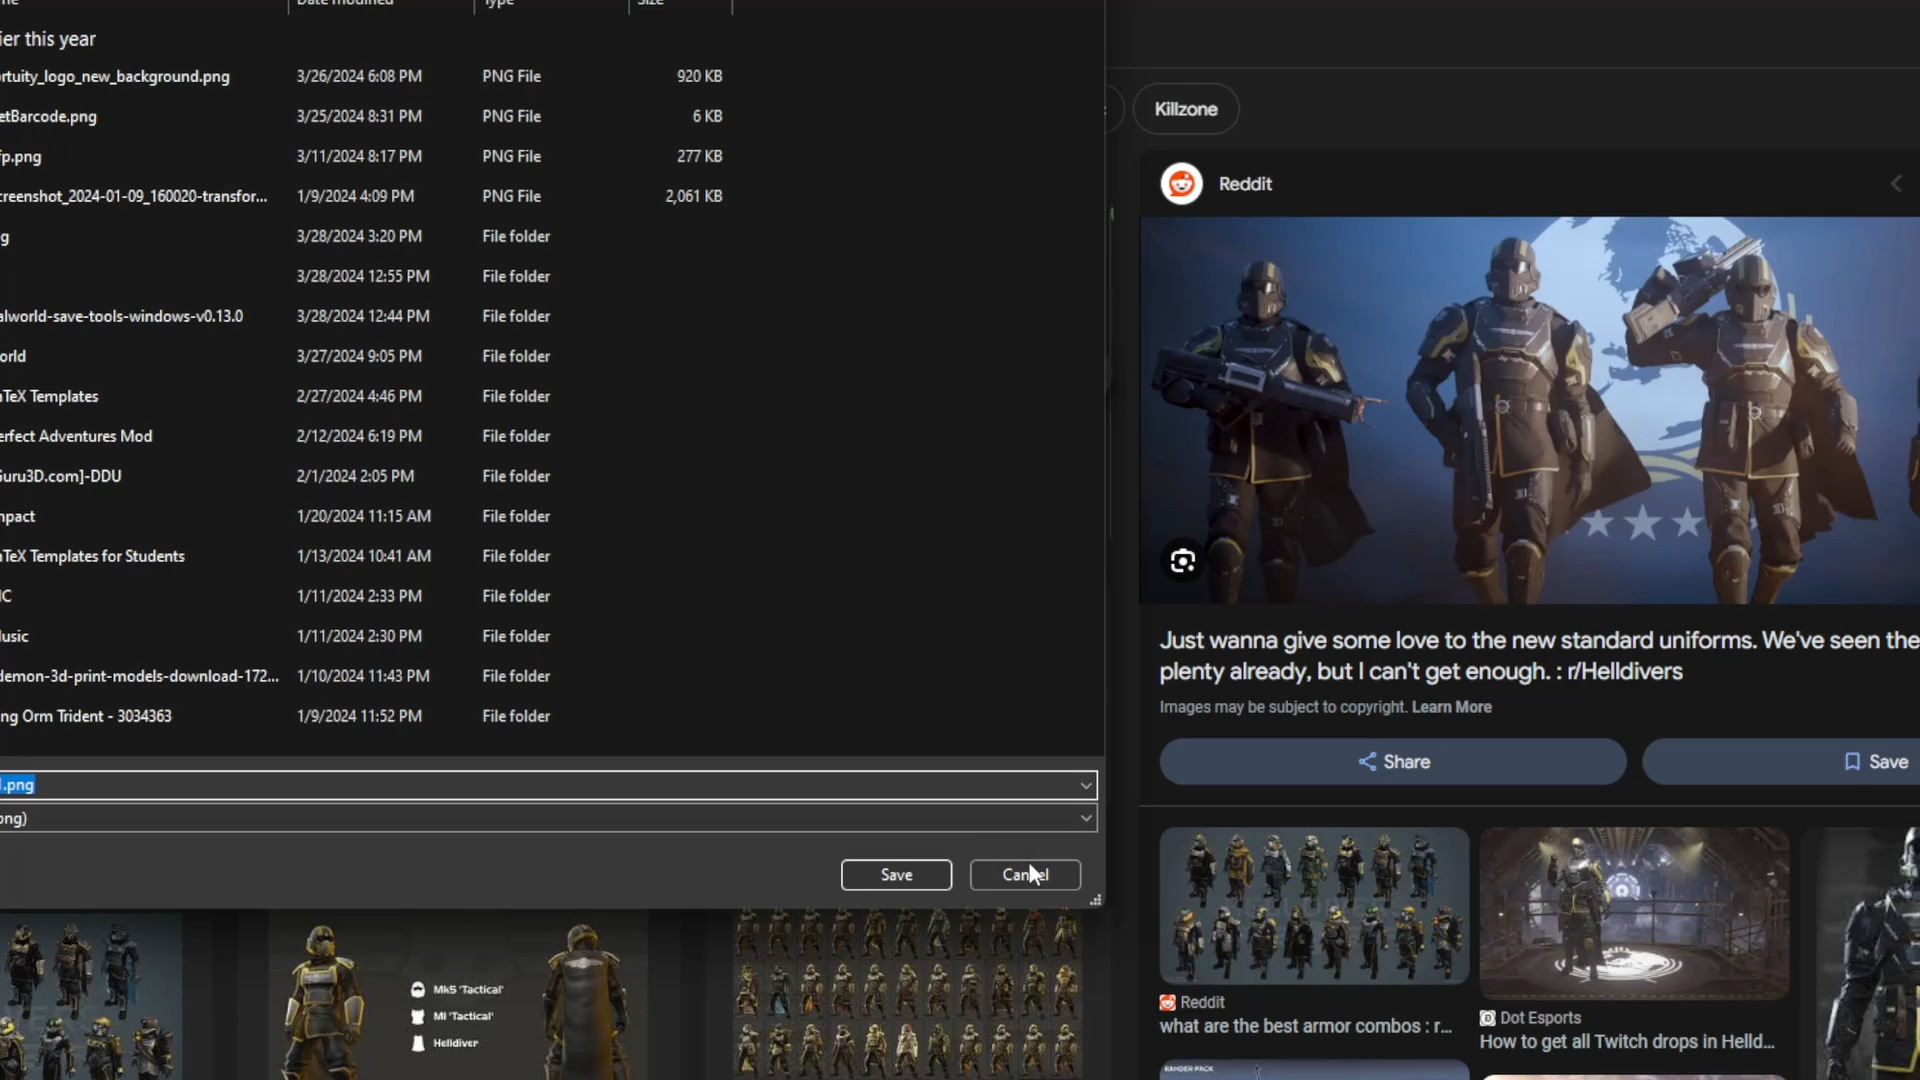 Date modified
Type
Size
ier this year
rtuity_logo_new_background.png 3/26/2024 6:08 PM PNG File 920 KB
etBarcode.png 3/25/2024 8:31 PM PNG File 6 KB
fp.png 3/11/2024 8:17 PM PNG File 277 KB
creenshot_2024-01-09_160020-transfor... 1/9/2024 4:09 PM PNG File 2,061 KB
g 3/28/2024 3:20 PM File folder
3/28/2024 12:55 PM File folder
alworld-save-tools-windows-v0.13.0 3/28/2024 12:44 PM File folder
orld 3/27/2024 9:05 PM File folder
aTeX Templates 2/27/2024 4:46 PM File folder
erfect Adventures Mod 2/12/2024 6:19 PM File folder
Guru3D.com]-DDU 2/1/2024 2:05 PM File folder
mpact 1/20/2024 11:15 AM File folder
aTeX Templates for Students 1/13/2024 10:41 AM File folder
IC 1/11/2024 2:33 PM File folder
Music 1/11/2024 2:30 PM File folder
demon-3d-print-models-download-172... 1/10/2024 11:43 PM File folder
ng Orm Trident - 3034363 1/9/2024 11:52 PM File folder
.png
png)
Save
Cancel
Killzone
Reddit
Just wanna give some love to the new standard uniforms. We've seen the
plenty already, but I can't get enough. : r/Helldivers
Images may be subject to copyright. Learn More
Share
Save
Mk5 'Tactical'
MI 'Tactical'
Helldiver
Reddit
what are the best armor combos : r...
Dot Esports
How to get all Twitch drops in Helld...
RANGER PACK